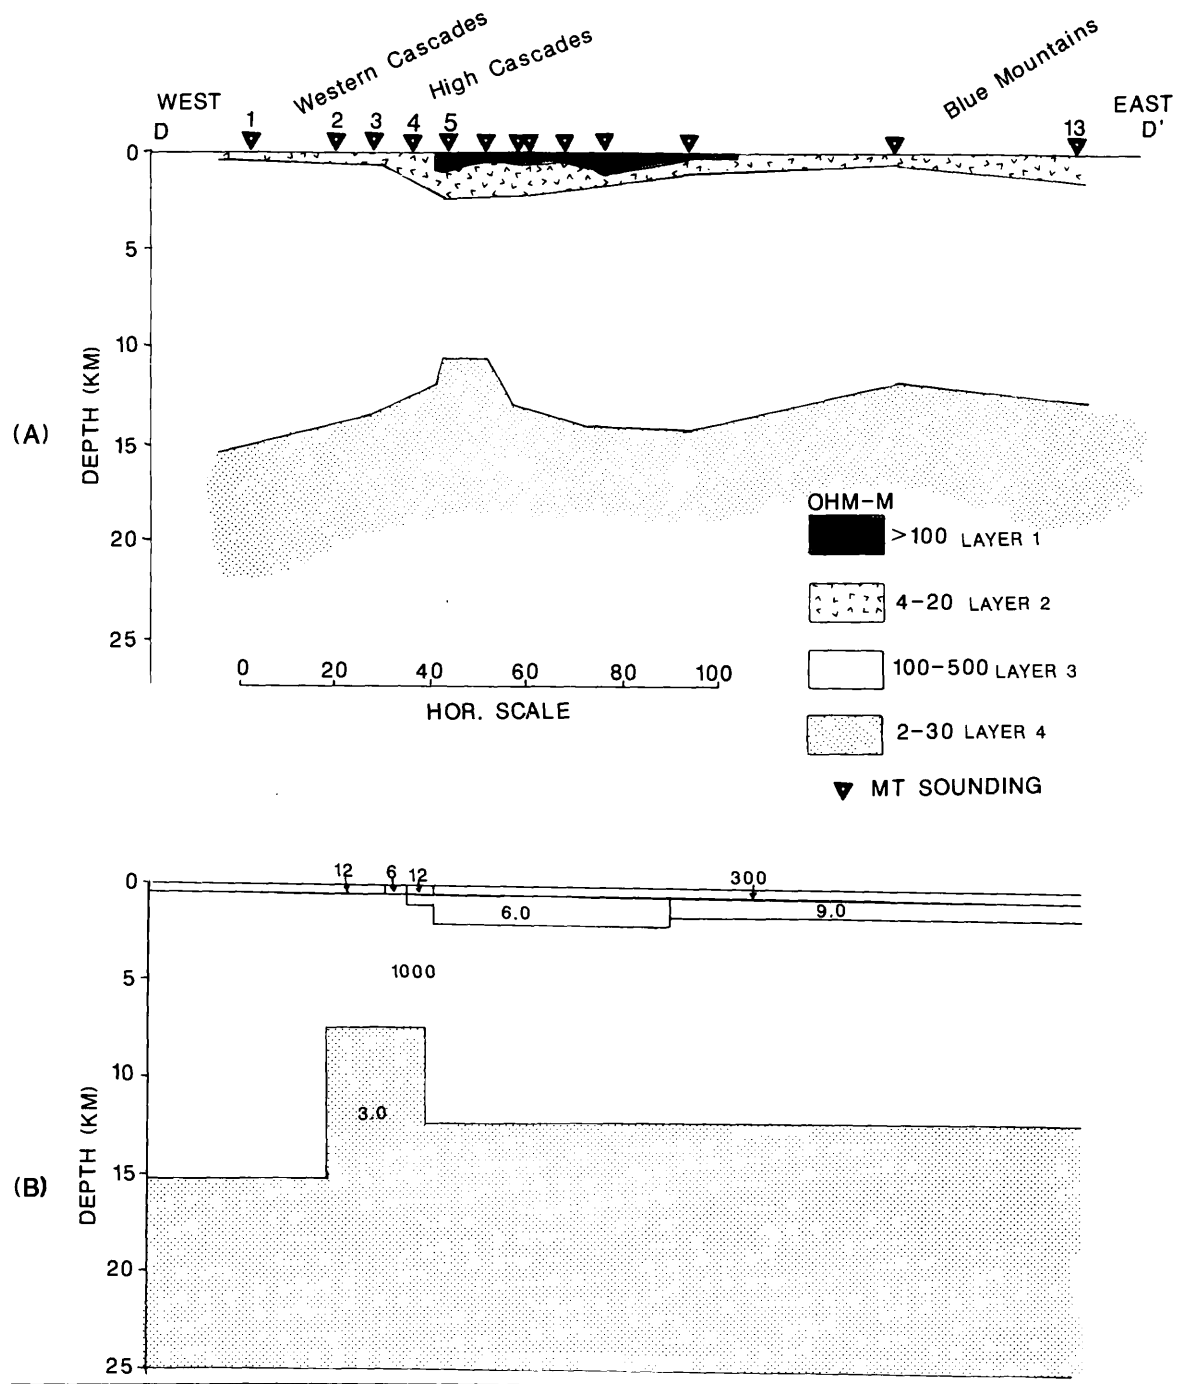 Western Cascades
High Cascades
Blue Mountains
WEST
D
EAST
D'
1
2
3
4
5
13
0
5
10
15
20
25
DEPTH (KM)
(A)
OHM-M
>100 LAYER 1
4-20 LAYER 2
100-500 LAYER 3
2-30 LAYER 4
MT SOUNDING
0 20 40 60 80 100
HOR. SCALE
12 6 12 300
6.0 9.0
1000
3.0
0
5
10
15
20
25
DEPTH (KM)
(B)